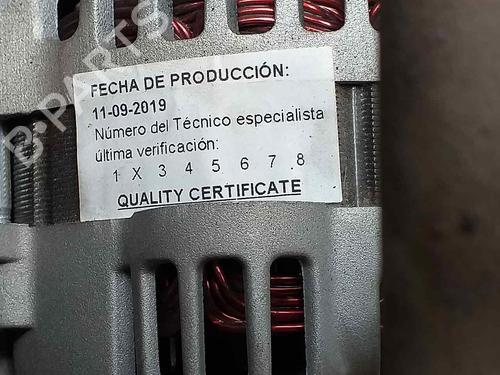 B-PARTS
FECHA DE PRODUCCIÓN:
11-09-2019
Número del Técnico especialista
última verificación:
1 X 3 4 5 6 7 8
QUALITY CERTIFICATE